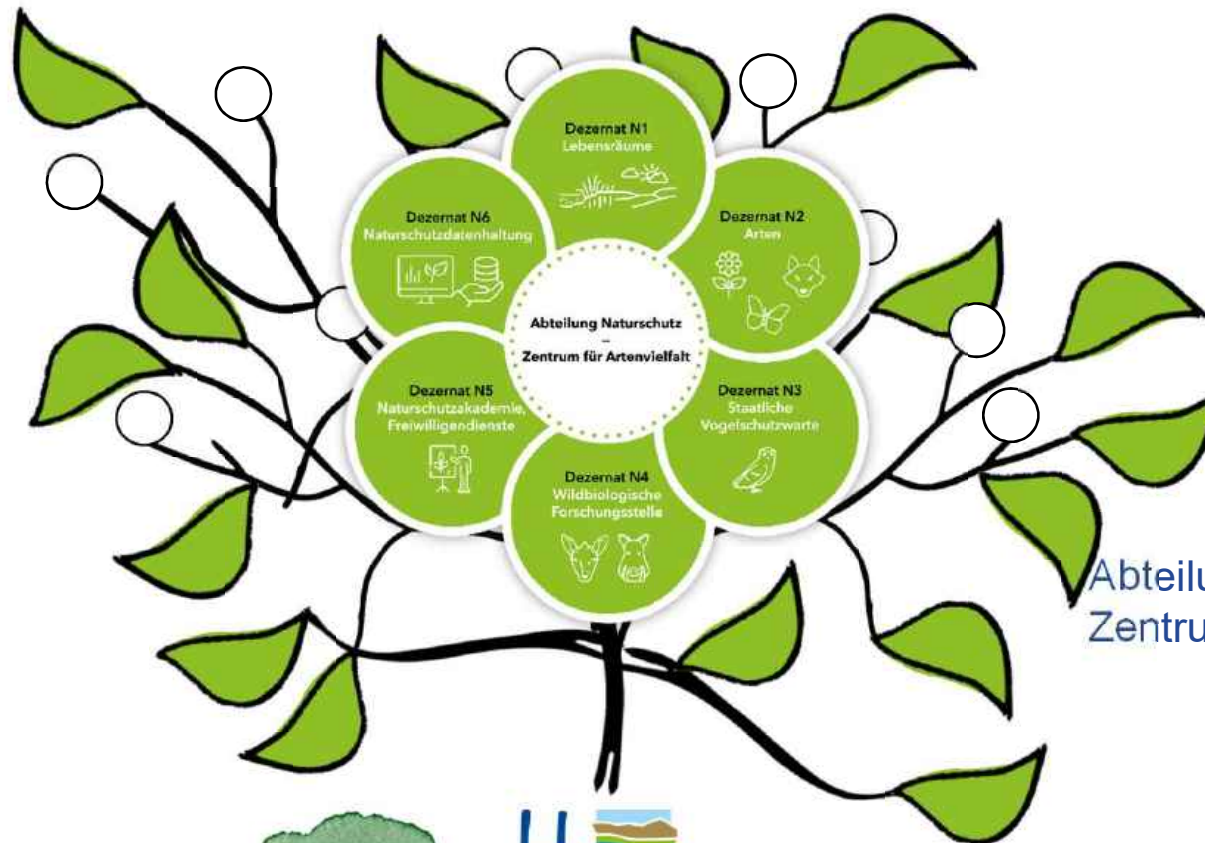 Dezernat N1
Lebensräume
Dezernat N2
Arten
Dezernat N6
Naturschutzdatenhaltung
Abteilung Naturschutz
–
Zentrum für Artenvielfalt
Dezernat N3
Staatliche
Vogelschutzwarte
Dezernat N5
Naturschutzakademie,
Freiwilligendienste
Dezernat N4
Wildbiologische
Forschungsstelle
Abteilu
Zentru